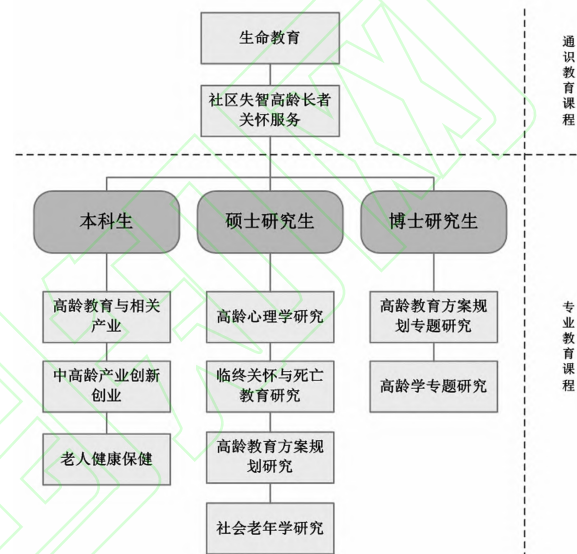 生命教育
社区失智高龄长者
关怀服务
通识教育课程
本科生
硕士研究生
博士研究生
高龄教育与相关
产业
高龄心理学研究
高龄教育方案规
划专题研究
中高龄产业创新
创业
临终关怀与死亡
教育研究
高龄学专题研究
老人健康保健
高龄教育方案规
划研究
社会老年学研究
专业教育课程